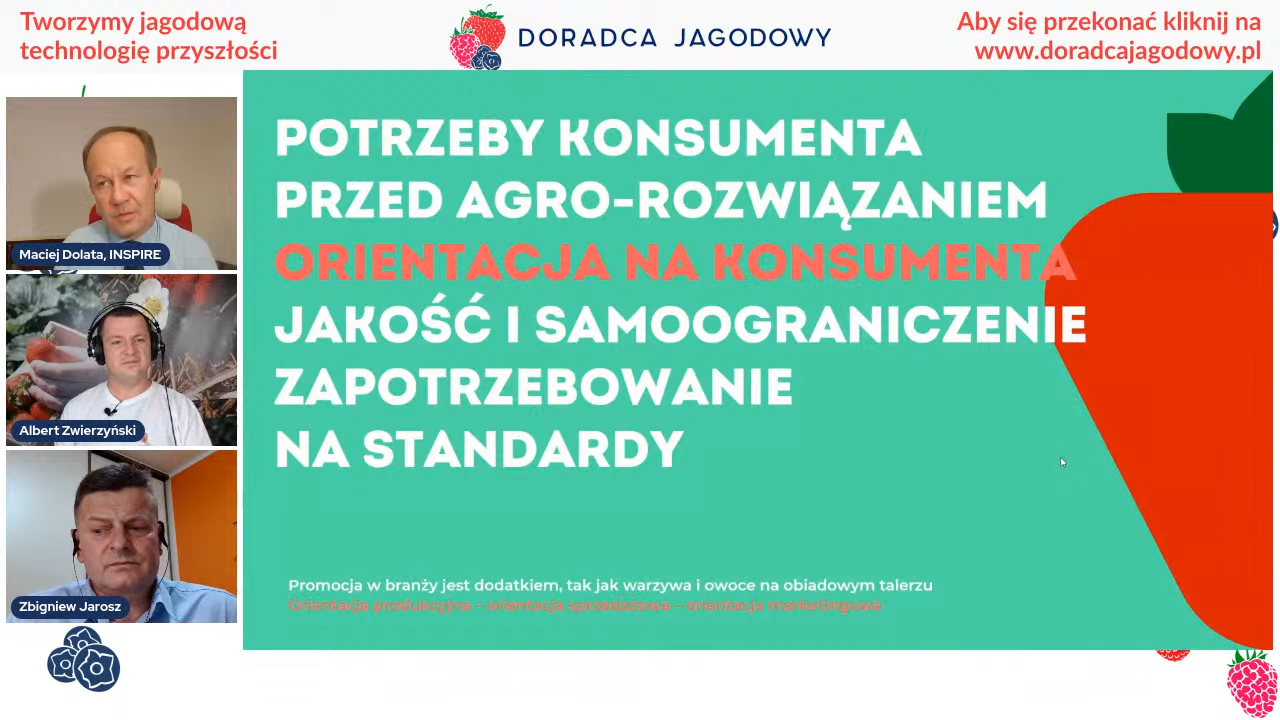 Tworzymy jagodową
technologię przyszłości
DORADCA JAGODOWY
Aby się przekonać kliknij na
www.doradcajagodowy.pl
Maciej Dolata, INSPIRE
Albert Zwierzyński
Zbigniew Jarosz
POTRZEBY KONSUMENTA
PRZED AGRO-ROZWIĄZANIEM
ORIENTACJA NA KONSUMENTA
JAKOŚĆ I SAMOOGRANICZENIE
ZAPOTRZEBOWANIE
NA STANDARDY
Promocja w branży jest dodatkiem, tak jak warzywa i owoce na obiadowym talerzu
Orientacja produkcyjna – orientacja sprzedażowa – orientacja marketingowa